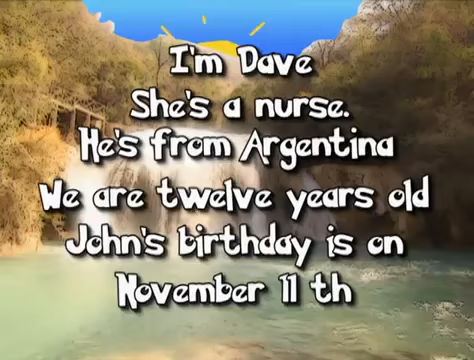 I'm Dave
She's a nurse.
He's from Argentina
We are twelve years old
John's birthday is on
November 11 th